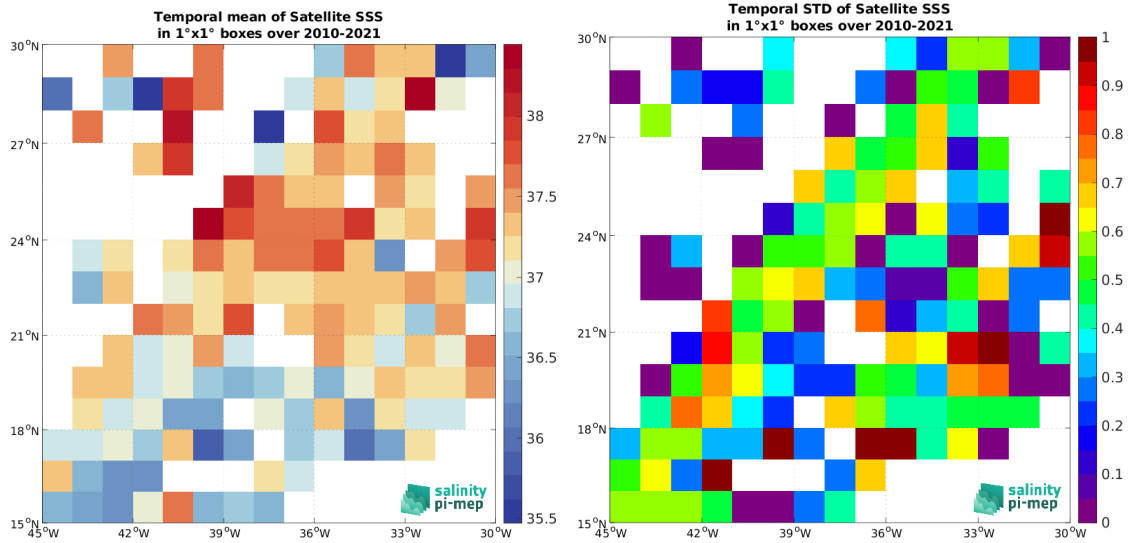 Temporal mean of Satellite SSS
in 1°x1° boxes over 2010-2021
30°N
27°N
24°N
21°N
18°N
15°N
45°W
42°W
39°W
36°W
33°W
30°W
38
37.5
37
36.5
36
35.5
salinity
pi-mep
Temporal STD of Satellite SSS
in 1°x1° boxes over 2010-2021
30°N
27°N
24°N
21°N
18°N
15°N
45°W
42°W
39°W
36°W
33°W
30°W
1
0.9
0.8
0.7
0.6
0.5
0.4
0.3
0.2
0.1
0
salinity
pi-mep